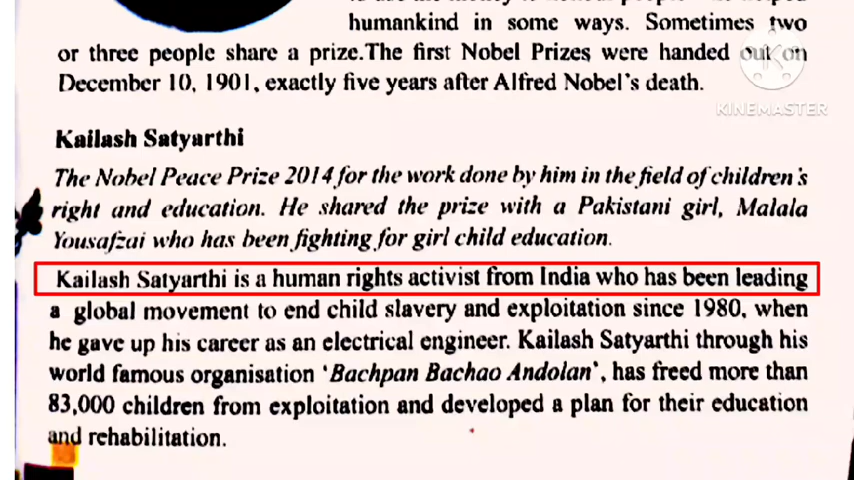 humankind in some ways. Sometimes two
or three people share a prize.The first Nobel Prizes were handed out on
December 10, 1901, exactly five years after Alfred Nobel's death.
KINEMASTER
Kailash Satyarthi
The Nobel Peace Prize 2014 for the work done by him in the field of children's
right and education. He shared the prize with a Pakistani girl, Malala
Yousafzai who has been fighting for girl child education.
Kailash Satyarthi is a human rights activist from India who has been leading
a global movement to end child slavery and exploitation since 1980, when
he gave up his career as an electrical engineer. Kailash Satyarthi through his
world famous organisation 'Bachpan Bachao Andolan', has freed more than
83,000 children from exploitation and developed a plan for their education
and rehabilitation.